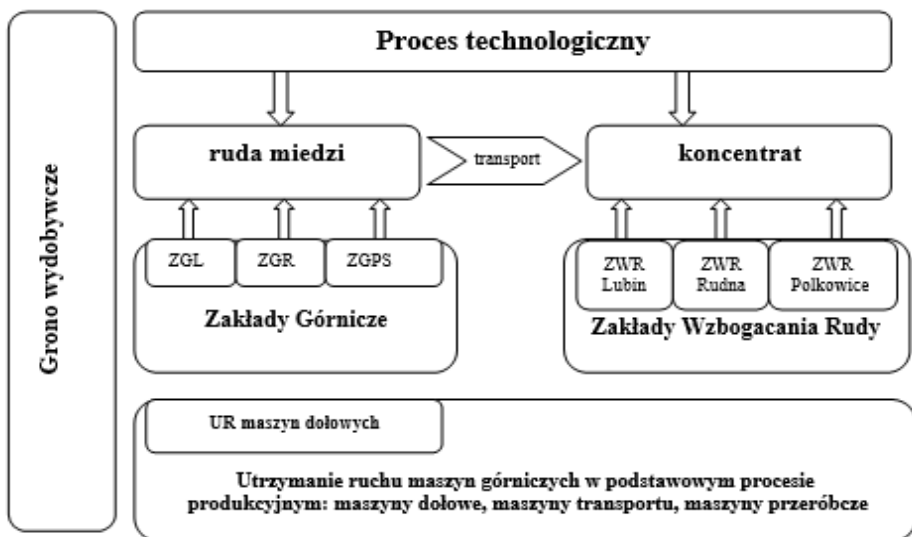 Grono wydobywcze
Proces technologiczny
ruda miedzi
transport
koncentrat
ZGL
ZGR
ZGPS
Zakłady Górnicze
ZWR
Lubin
ZWR
Rudna
ZWR
Polkowice
Zakłady Wzbogacania Rudy
UR maszyn dołowych
Utrzymanie ruchu maszyn górniczych w podstawowym procesie
produkcyjnym: maszyny dołowe, maszyny transportu, maszyny przeróbcze